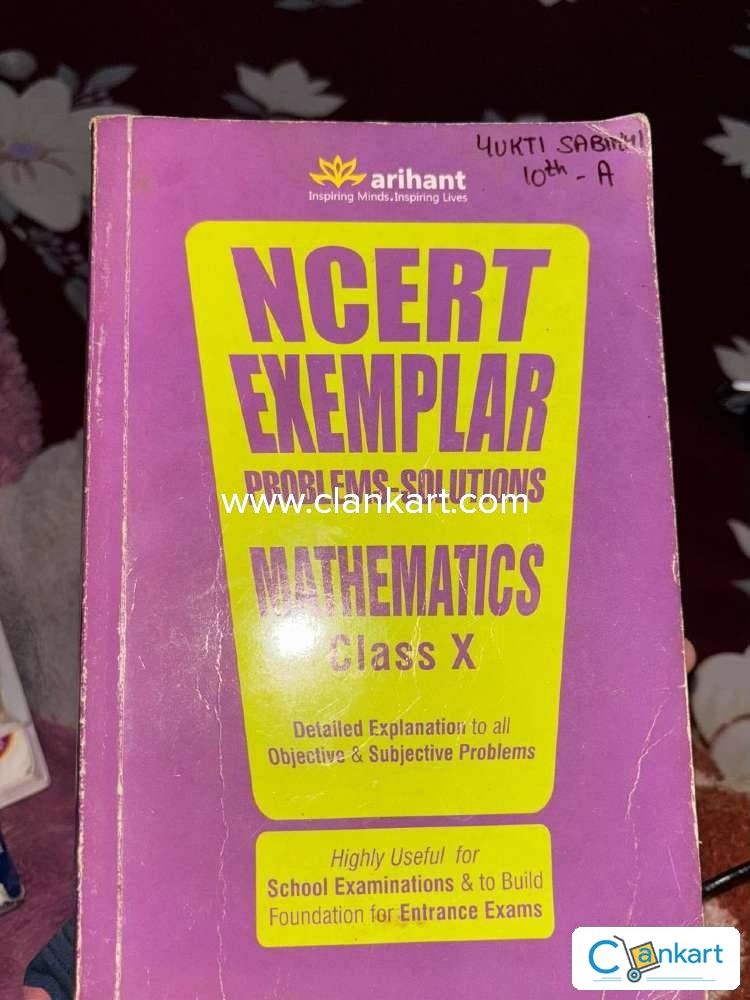 YUKTI
10th - A
arihant
Inspiring Minds.Inspiring Lives
NCERT
EXEMPLAR
PROBLEMS-SOLUTIONS
www.clankart.com
MATHEMATICS
Class X
Detailed Explanation to all
Objective & Subjective Problems
Highly Useful for
School Examinations & to Build
Foundation for Entrance Exams
Clankart